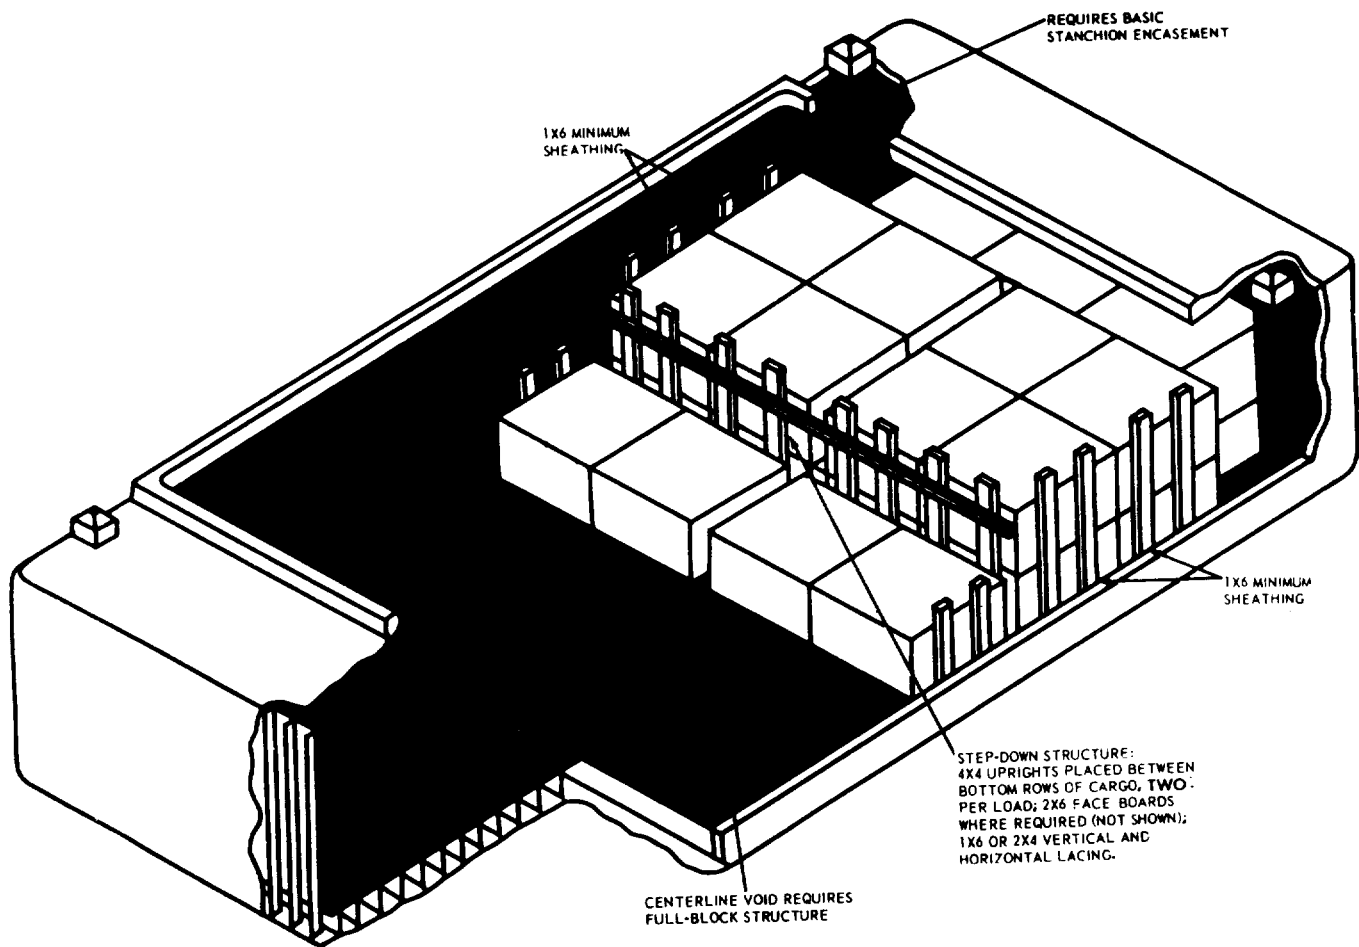 REQUIRES BASIC
STANCHION ENCASEMENT
1X6 MINIMUM
SHEATHING
1X6 MINIMUM
SHEATHING
STEP-DOWN STRUCTURE:
4X4 UPRIGHTS PLACED BETWEEN
BOTTOM ROWS OF CARGO, TWO
PER LOAD; 2X6 FACE BOARDS
WHERE REQUIRED (NOT SHOWN);
1X6 OR 2X4 VERTICAL AND
HORIZONTAL LACING.
CENTERLINE VOID REQUIRES
FULL-BLOCK STRUCTURE